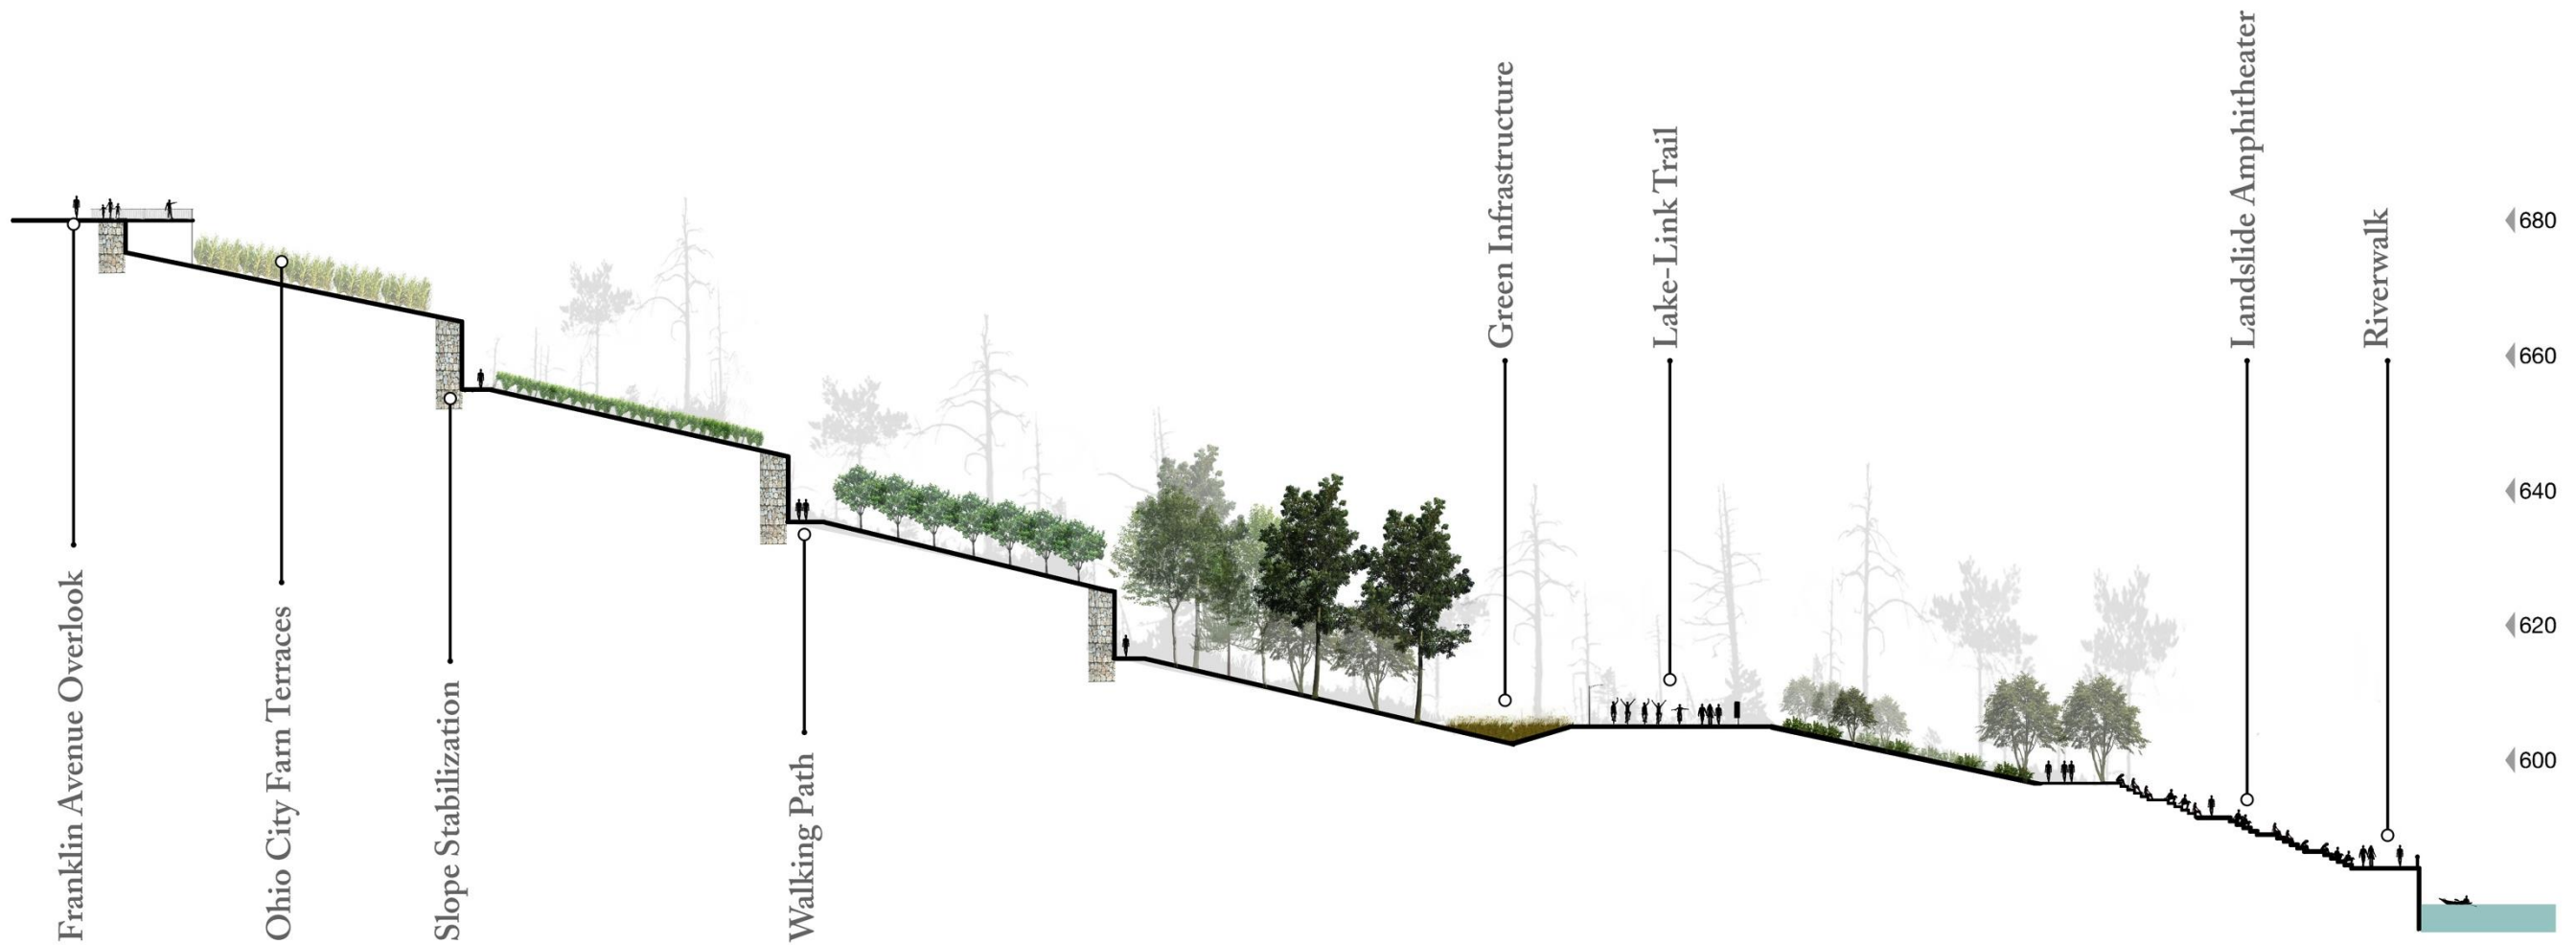 Franklin Avenue Overlook
Ohio City Farn Terraces
Slope Stabilization
Walking Path
Green Infrastructure
Lake-Link Trail
Landslide Amphitheater
Riverwalk
680
660
640
620
600